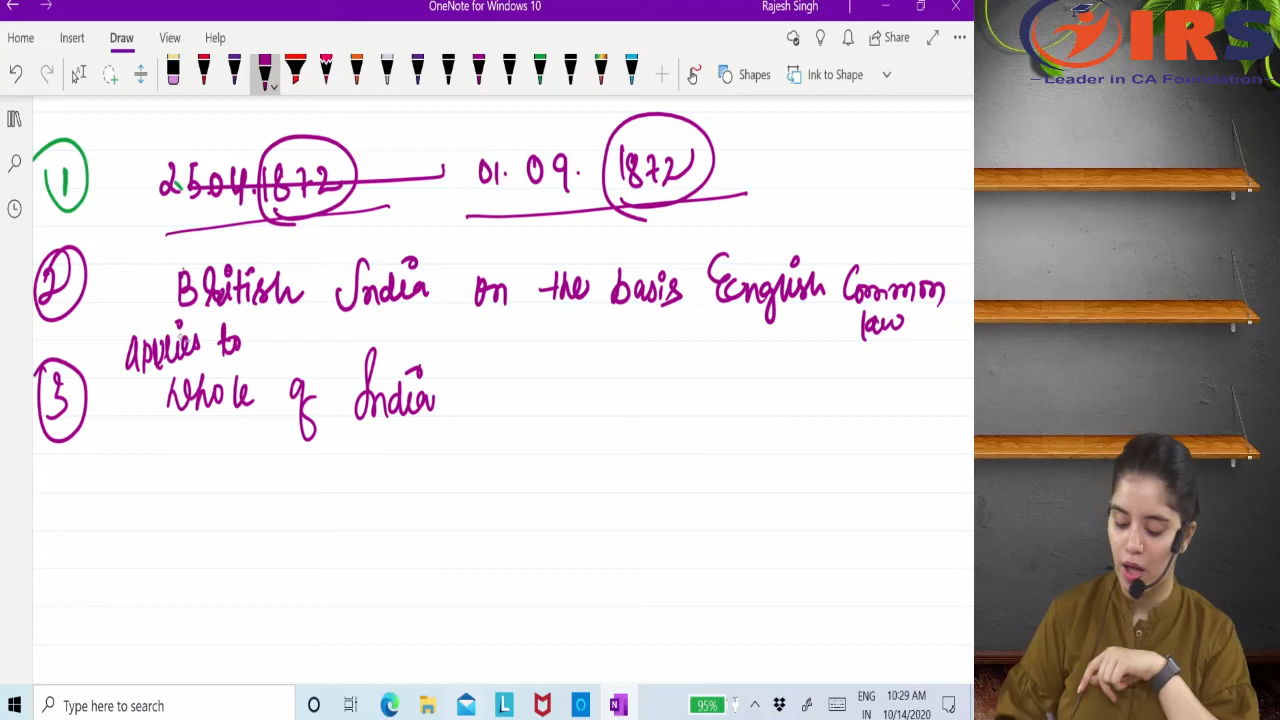 OneNote for Windows 10
Rajesh Singh
Home Insert Draw View Help
Share
Shapes
Ink to Shape
IRS
Leader in CA Foundation
1 25.04.1872 01.09.1872
2 British India on the basis English Common
law
applies to
3 whole of India
Type here to search
95%
ENG
IN
10:29 AM
10/14/2020